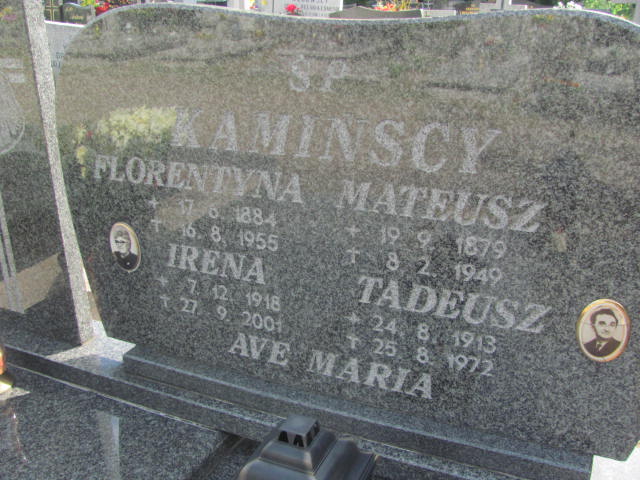 ŚP
KAMIŃSCY
FLORENTYNA MATEUSZ
+ 17. 6. 1884 + 19. 9. 1879
+ 16. 8. 1955 + 8. 2. 1949
IRENA TADEUSZ
+ 7. 12. 1918 + 24. 8. 1913
+ 27. 9. 2001 + 25. 8. 1972
AVE MARIA